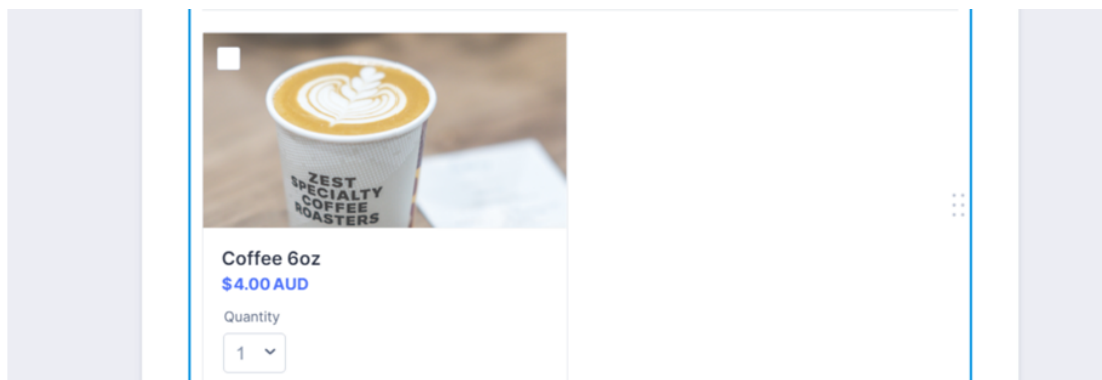 ZEST
SPECIALTY
COFFEE
ROASTERS
Coffee 6oz
$4.00 AUD
Quantity
1